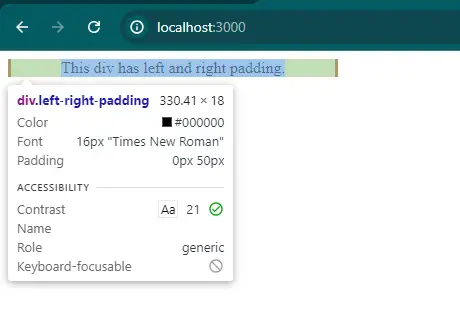 localhost:3000
This div has left and right padding.
div.left-right-padding 330.41 × 18
Color #000000
Font 16px "Times New Roman"
Padding 0px 50px
ACCESSIBILITY
Contrast Aa 21
Name
Role generic
Keyboard-focusable